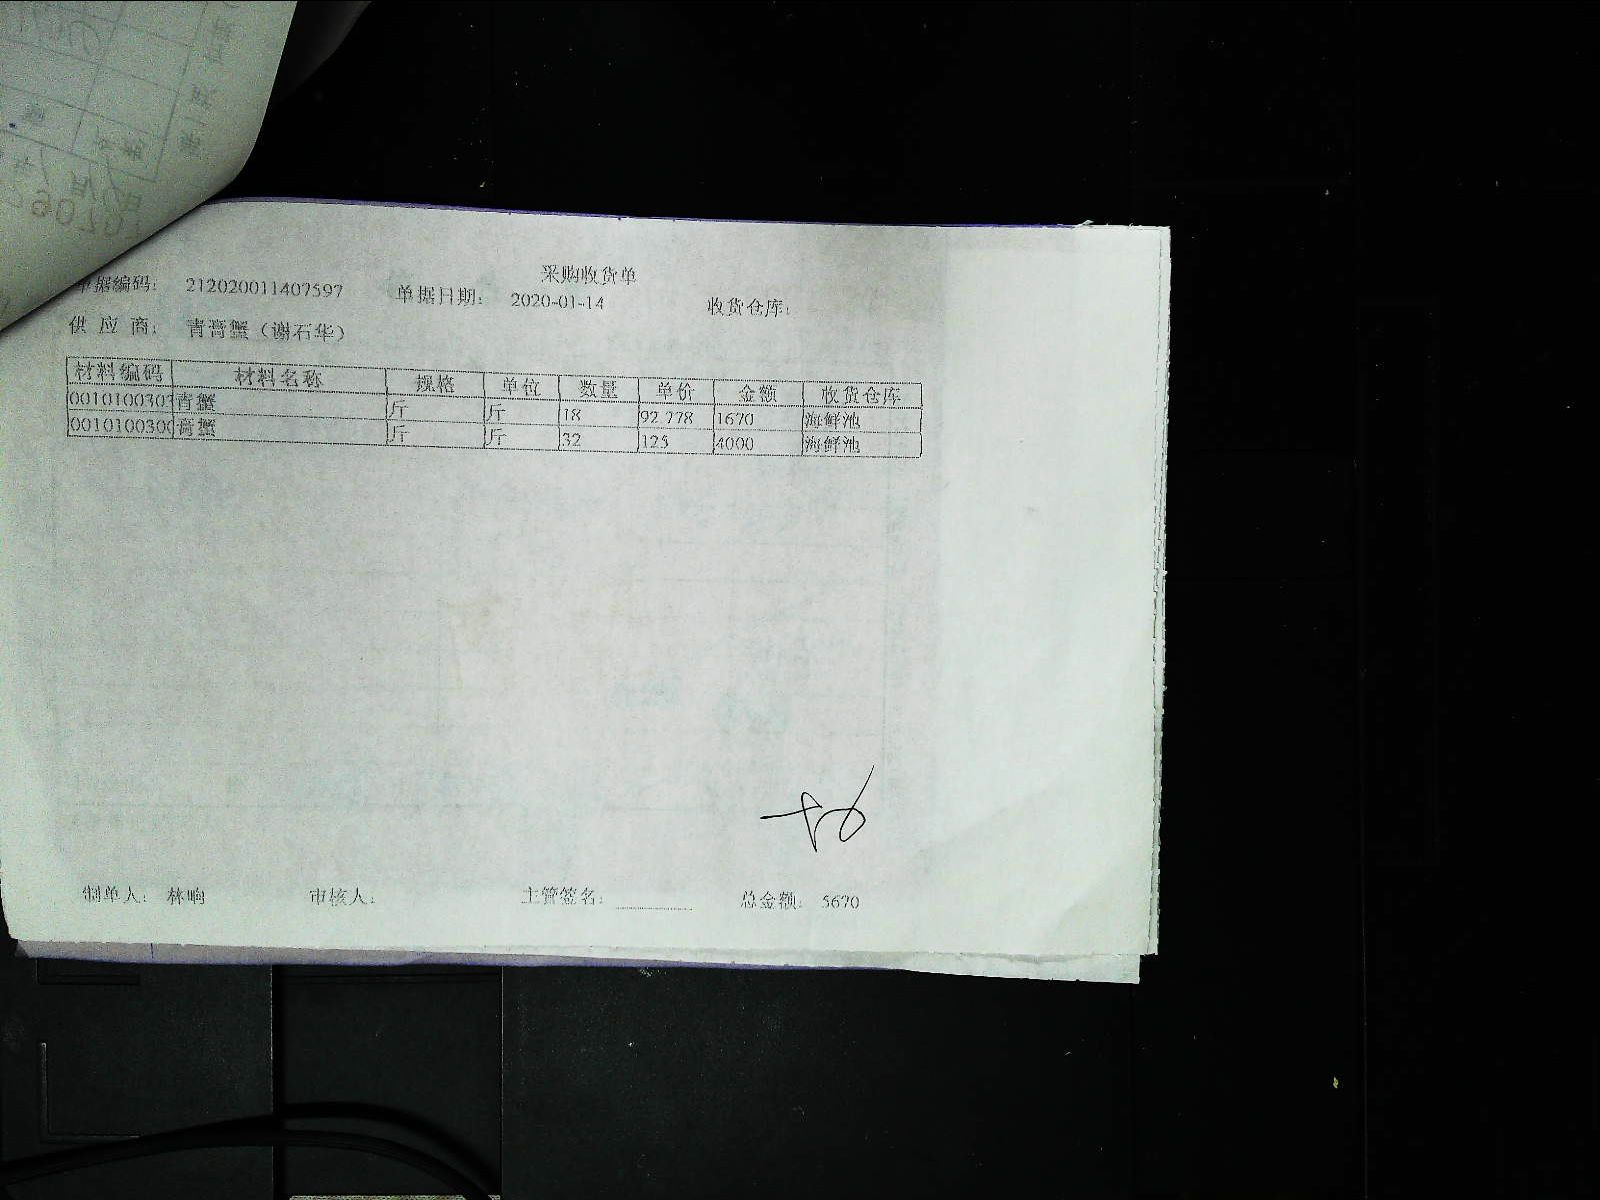 采购收货单
单据编码： 212020011407597 单据日期： 2020-01-14 收货仓库：
供 应 商： 青膏蟹（谢石华）
材料编码 材料名称 规格 单位 数量 单价 金额 收货仓库
青蟹 斤 斤 18 92.778 1670 海鲜池
膏蟹 斤 斤 32 125 4000 海鲜池
制单人： 林响 审核人： 主管签名： 总金额： 5670